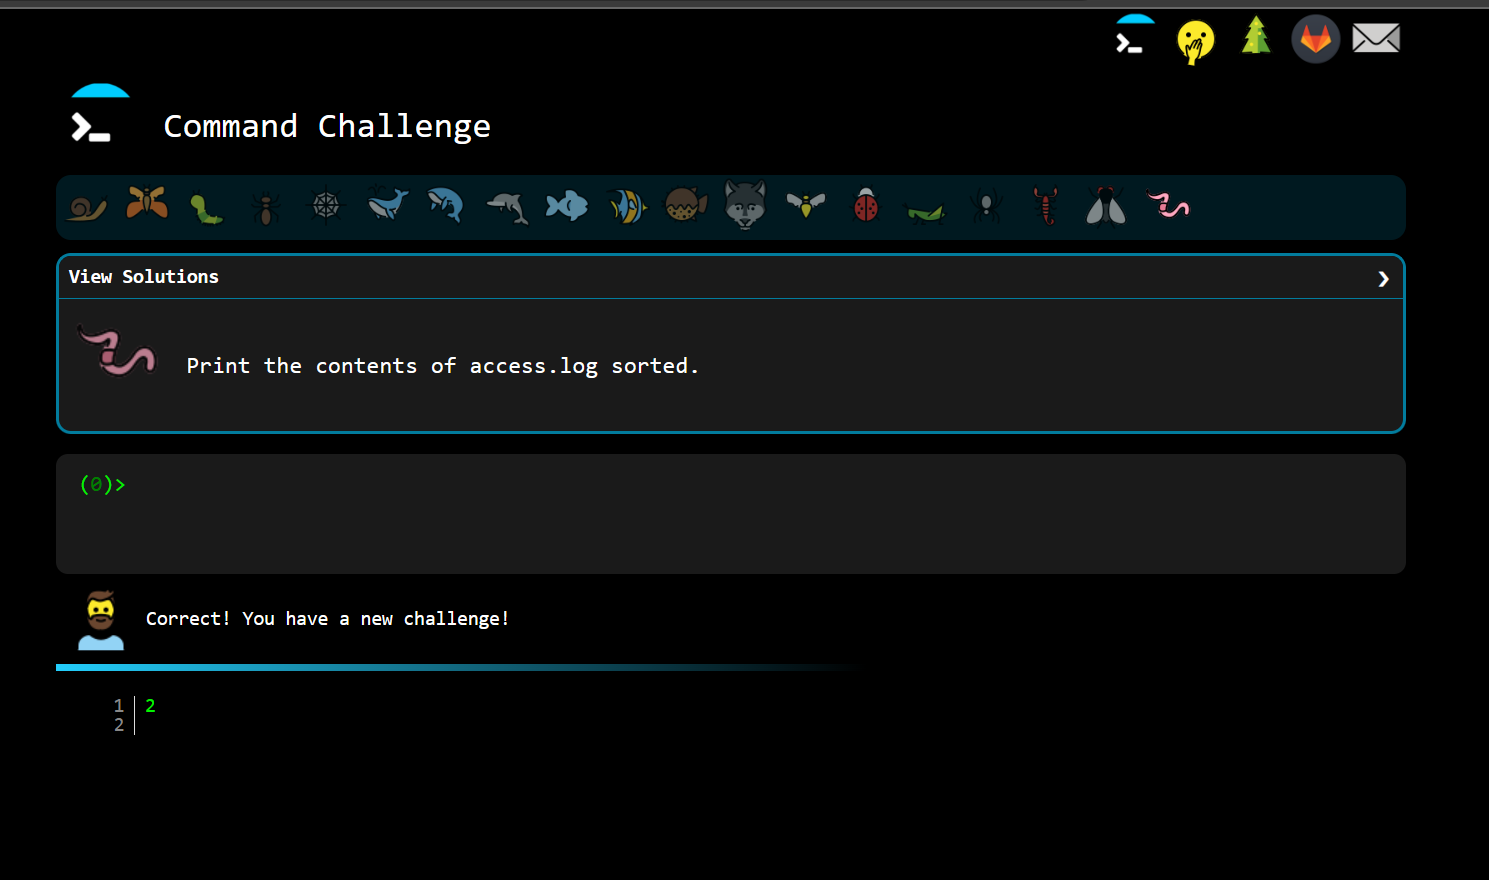 Command Challenge
View Solutions
Print the contents of access.log sorted.
(0)>
Correct! You have a new challenge!
1 2
2